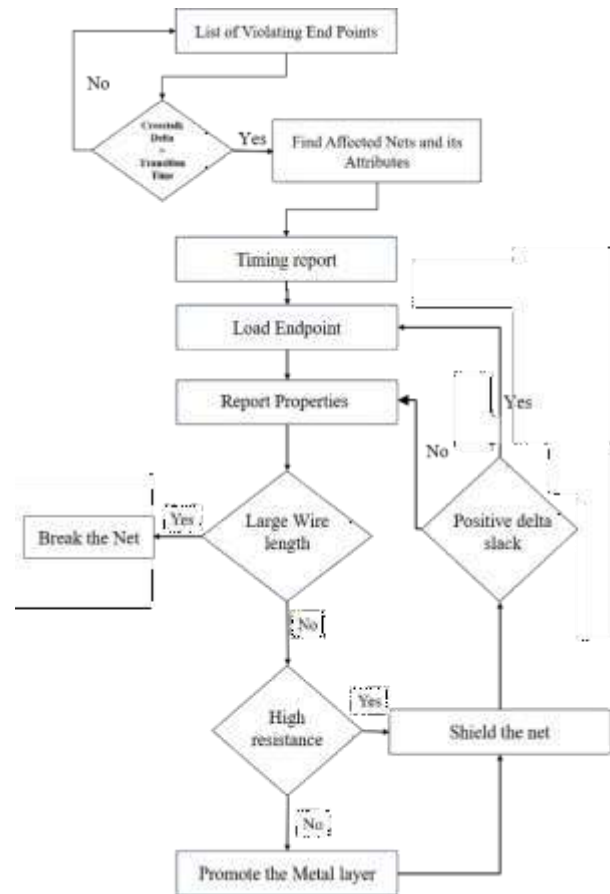 List of Violating End Points
No
Crosstalk
Delta
Transition
Time
Yes
Find Affected Nets and its
Attributes
Timing report
Load Endpoint
Report Properties
Yes
No
Large Wire
length
Yes
Break the Net
Positive delta
slack
No
High
resistance
Yes
Shield the net
No
Promote the Metal layer